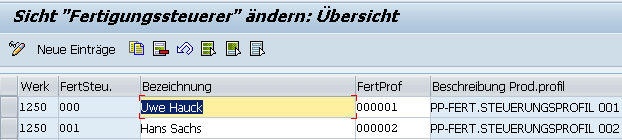 Sicht "Fertigungssteuerer" ändern: Übersicht
Neue Einträge
Werk FertSteu. Bezeichnung FertProf Beschreibung Prod.profil
1250 000 Uwe Hauck 000001 PP-FERT.STEUERUNGSPROFIL 001
1250 001 Hans Sachs 000002 PP-FERT.STEUERUNGSPROFIL 002